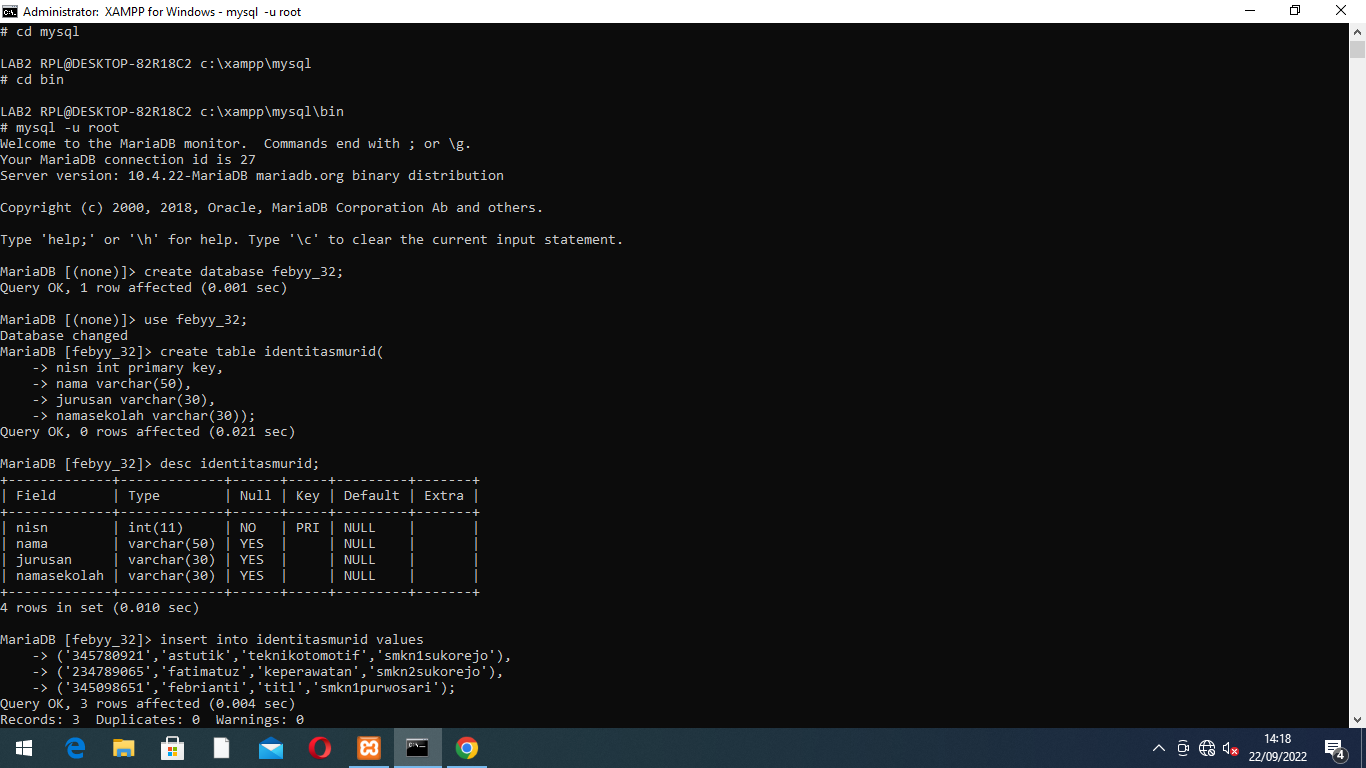 Administrator: XAMPP for Windows - mysql -u root
# cd mysql
LAB2 RPL@DESKTOP-82R18C2 c:\xampp\mysql
# cd bin
LAB2 RPL@DESKTOP-82R18C2 c:\xampp\mysql\bin
# mysql -u root
Welcome to the MariaDB monitor.  Commands end with ; or \g.
Your MariaDB connection id is 27
Server version: 10.4.22-MariaDB mariadb.org binary distribution
Copyright (c) 2000, 2018, Oracle, MariaDB Corporation Ab and others.
Type 'help;' or '\h' for help. Type '\c' to clear the current input statement.
MariaDB [(none)]> create database febyy_32;
Query OK, 1 row affected (0.001 sec)
MariaDB [(none)]> use febyy_32;
Database changed
MariaDB [febyy_32]> create table identitasmurid(
    -> nisn int primary key,
    -> nama varchar(50),
    -> jurusan varchar(30),
    -> namasekolah varchar(30));
Query OK, 0 rows affected (0.021 sec)
MariaDB [febyy_32]> desc identitasmurid;
+-------------+-------------+------+-----+---------+-------+
| Field       | Type        | Null | Key | Default | Extra |
+-------------+-------------+------+-----+---------+-------+
| nisn        | int(11)     | NO   | PRI | NULL    |       |
| nama        | varchar(50) | YES  |     | NULL    |       |
| jurusan     | varchar(30) | YES  |     | NULL    |       |
| namasekolah | varchar(30) | YES  |     | NULL    |       |
+-------------+-------------+------+-----+---------+-------+
4 rows in set (0.010 sec)
MariaDB [febyy_32]> insert into identitasmurid values
    -> ('345780921','astutik','teknikotomotif','smkn1sukorejo'),
    -> ('234789065','fatimatuz','keperawatan','smkn2sukorejo'),
    -> ('345098651','febrianti','titl','smkn1purwosari');
Query OK, 3 rows affected (0.004 sec)
Records: 3  Duplicates: 0  Warnings: 0
14:18
22/09/2022
4